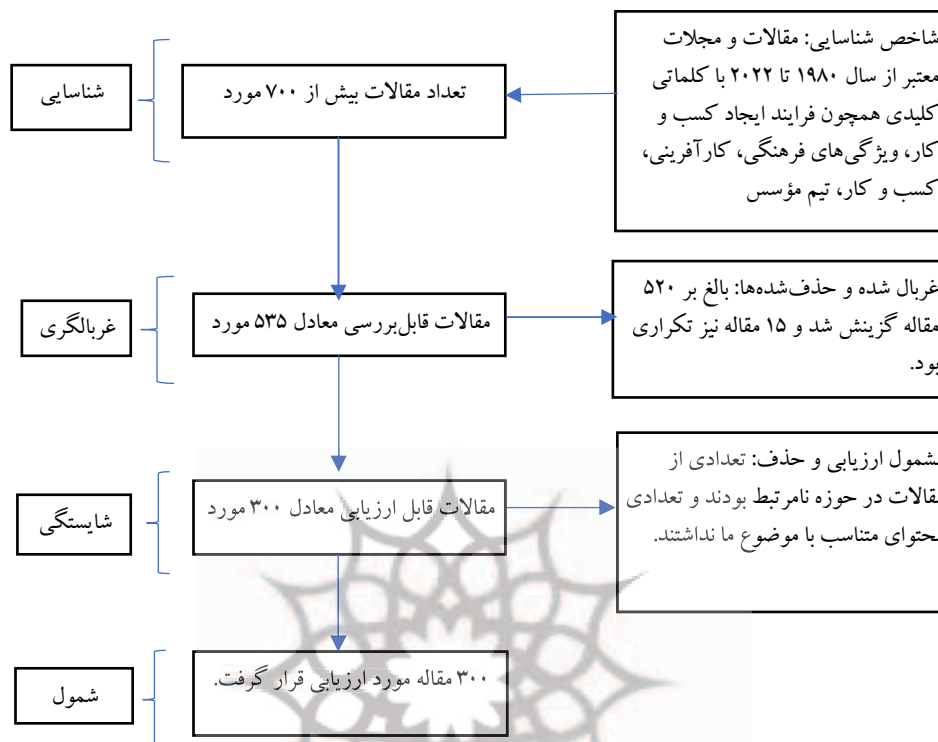 شاخص شناسایی: مقالات و مجلات
معتبر از سال ۱۹۸۰ تا ۲۰۲۲ با کلماتی
کلیدی همچون فرایند ایجاد کسب و
کار، ویژگی‌های فرهنگی، کارآفرینی،
کسب و کار، تیم مؤسس
تعداد مقالات بیش از ۷۰۰ مورد
شناسایی
غربال شده و حذف‌شده‌ها: بالغ بر ۵۲۰
مقاله گزینش شد و ۱۵ مقاله نیز تکراری
بود.
مقالات قابل‌بررسی معادل ۵۳۵ مورد
غربالگری
شمول ارزیابی و حذف: تعدادی از
مقالات در حوزه نامرتبط بودند و تعدادی
محتوای متناسب با موضوع ما نداشتند.
مقالات قابل ارزیابی معادل ۳۰۰ مورد
شایستگی
۳۰۰ مقاله مورد ارزیابی قرار گرفت.
شمول